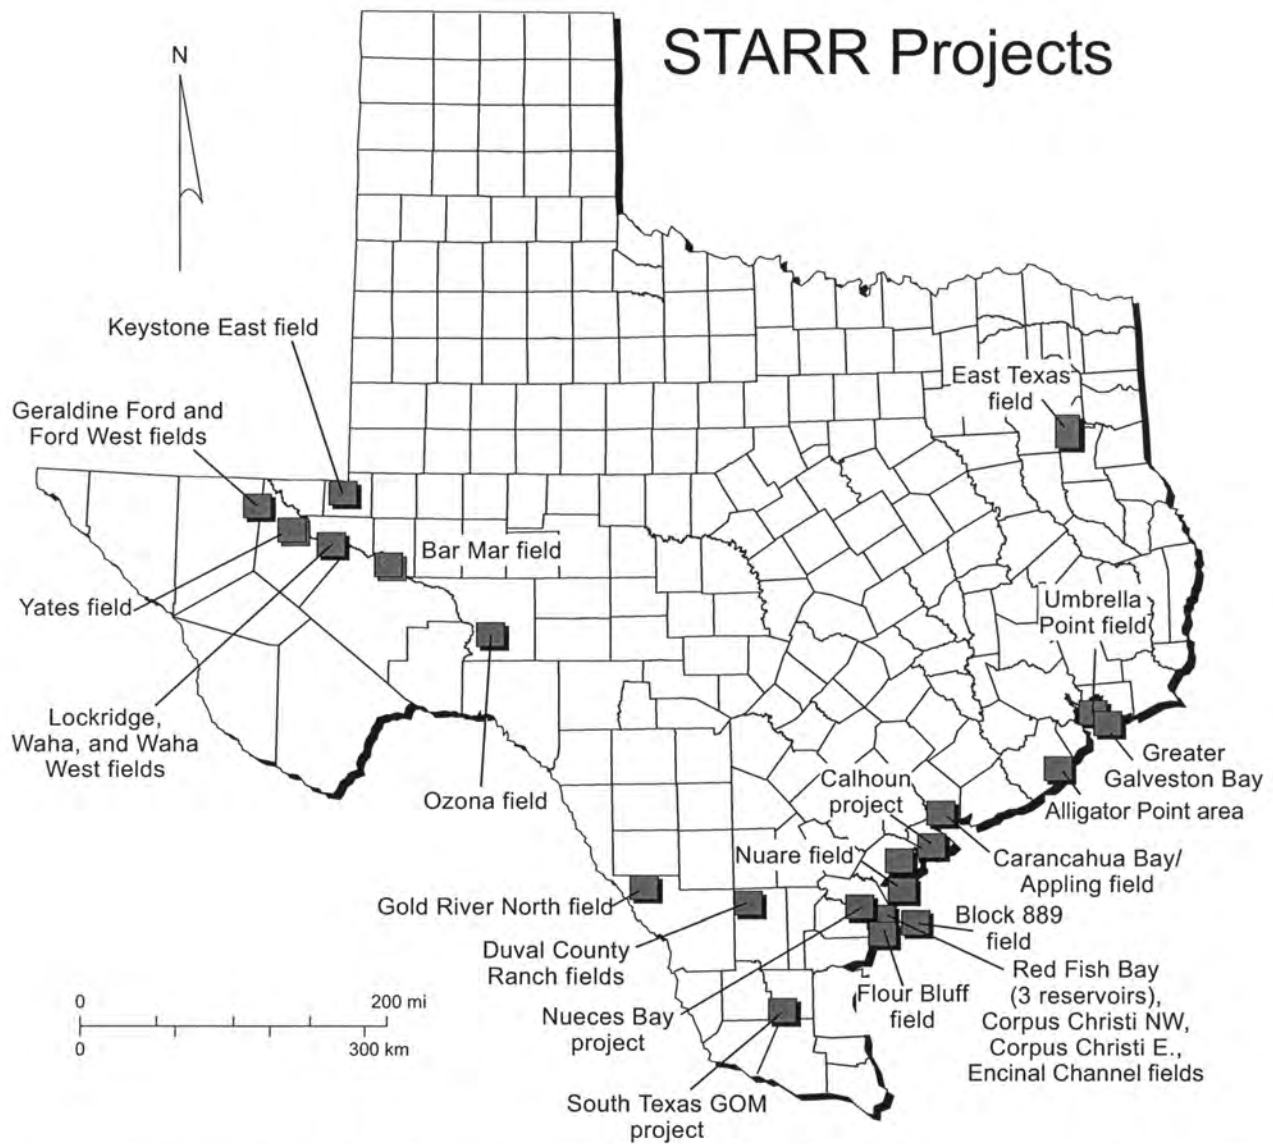 STARR Projects
N
Keystone East field
Geraldine Ford and
Ford West fields
East Texas
field
Bar Mar field
Yates field
Umbrella
Point field
Lockridge,
Waha, and Waha
West fields
Ozona field
Greater
Galveston Bay
Calhoun
project
Alligator Point area
Nuare field
Carancahua Bay/
Appling field
Gold River North field
Block 889
field
Duval County
Ranch fields
Red Fish Bay
(3 reservoirs),
Corpus Christi NW,
Corpus Christi E.,
Encinal Channel fields
Flour Bluff
field
Nueces Bay
project
South Texas GOM
project
0 200 mi
0 300 km